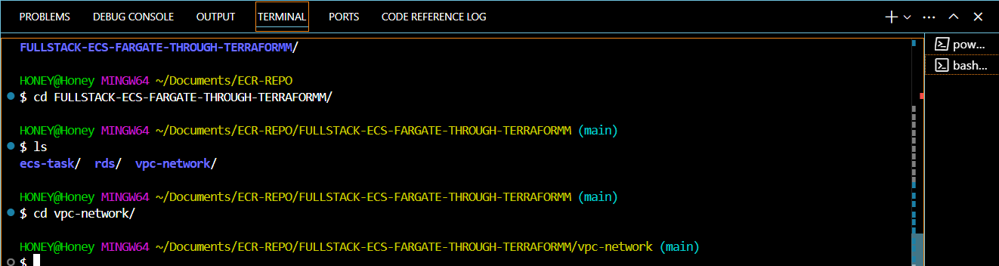 PROBLEMS DEBUG CONSOLE OUTPUT TERMINAL PORTS CODE REFERENCE LOG
FULLSTACK-ECS-FARGATE-THROUGH-TERRAFORMM/
HONEY@Honey MINGW64 ~/Documents/ECR-REPO
$ cd FULLSTACK-ECS-FARGATE-THROUGH-TERRAFORMM/
HONEY@Honey MINGW64 ~/Documents/ECR-REPO/FULLSTACK-ECS-FARGATE-THROUGH-TERRAFORMM (main)
$ ls
ecs-task/ rds/ vpc-network/
HONEY@Honey MINGW64 ~/Documents/ECR-REPO/FULLSTACK-ECS-FARGATE-THROUGH-TERRAFORMM (main)
$ cd vpc-network/
HONEY@Honey MINGW64 ~/Documents/ECR-REPO/FULLSTACK-ECS-FARGATE-THROUGH-TERRAFORMM/vpc-network (main)
$
pow...
bash...